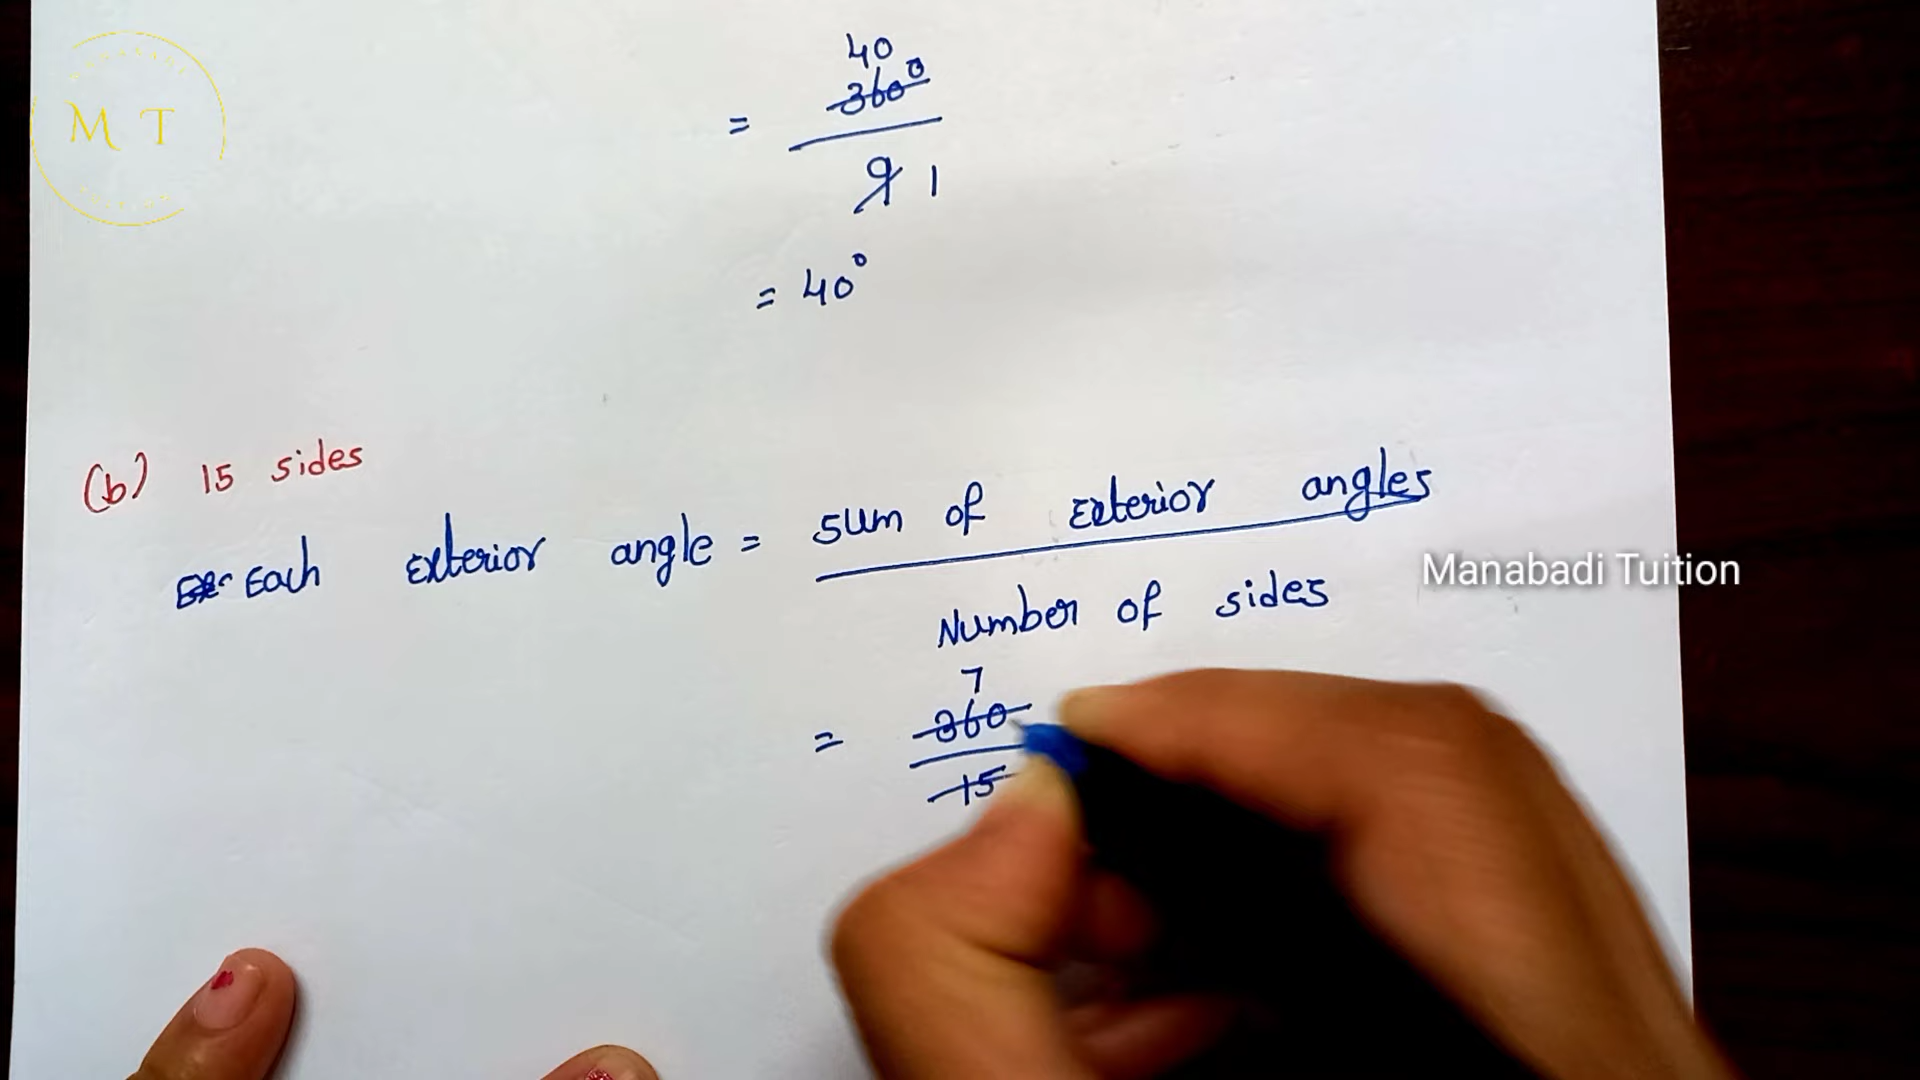 M T
40
360°
=
9 1
= 40°
(b) 15 sides
Each exterior angle = sum of exterior angles
Number of sides
Manabadi Tuition
7
= 360
15